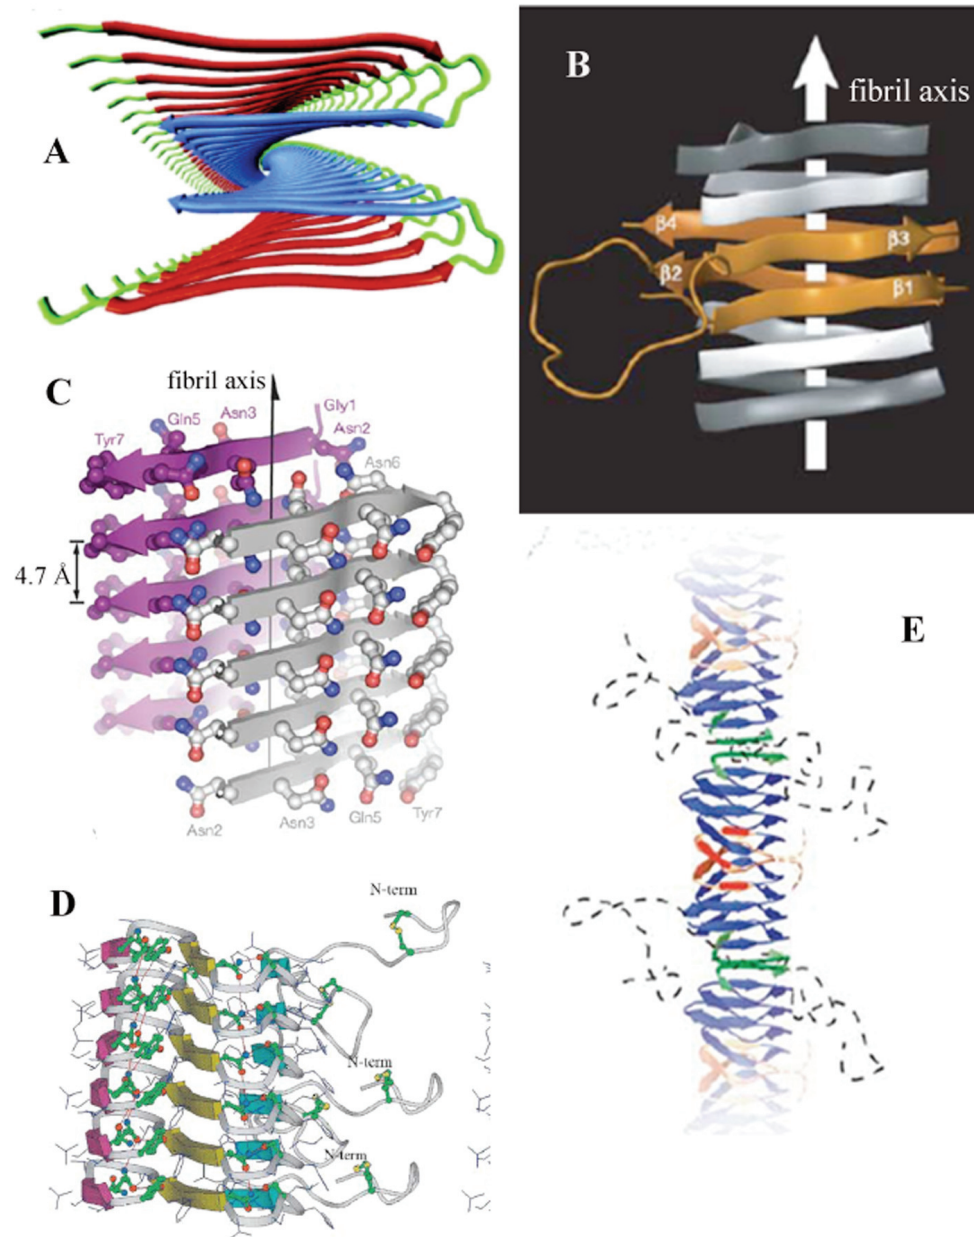 A
B
fibril axis
β4
β3
β2
β1
C
fibril axis
Gly1
Asn3
Gln5
Asn2
Tyr7
Asn6
4.7 Å
E
Asn2
Asn3
Gln5
Tyr7
D
N-term
N-term
N-term